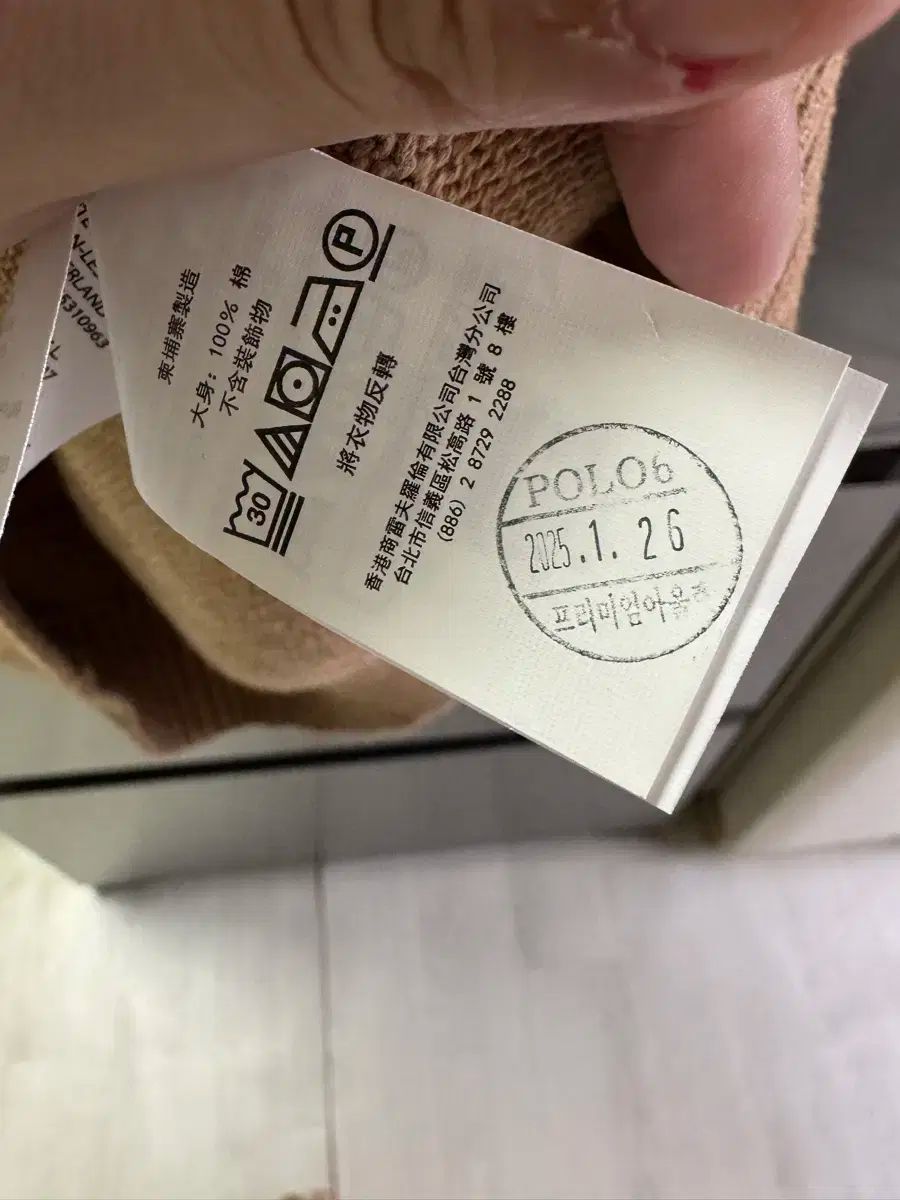 柬埔寨製造
大身: 100% 棉
不含裝飾物
30
P
將衣物反轉
香港商雷夫羅倫有限公司台灣分公司
台北市信義區松高路 1 號 8 樓
(886) 2 8729 2288
POLO6
2025.1.26
프리미엄아울
ERLAND
6310963